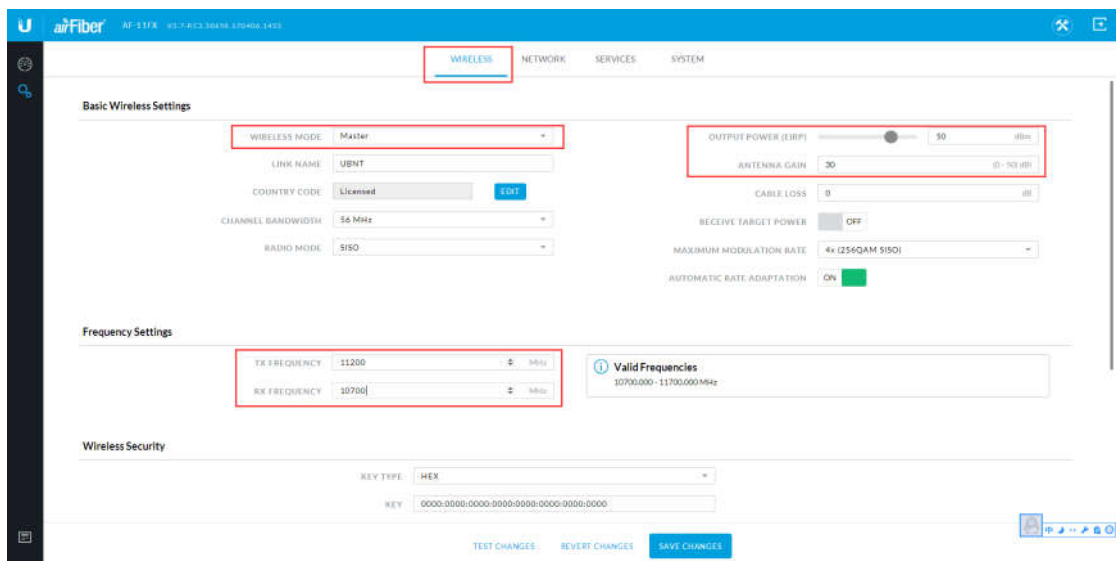 airFiber AF-11FX
WIRELESS NETWORK SERVICES SYSTEM
Basic Wireless Settings
WIRELESS MODE Master
OUTPUT POWER (EIRP) 50 dBm
LINK NAME UBNT
ANTENNA GAIN 30 (0 - 50) dBi
COUNTRY CODE Licensed EDIT
CABLE LOSS 0 dB
CHANNEL BANDWIDTH 56 MHz
RECEIVE TARGET POWER OFF
RADIO MODE SISO
MAXIMUM MODULATION RATE 4x (256QAM SISO)
AUTOMATIC RATE ADAPTATION ON
Frequency Settings
TX FREQUENCY 11200 MHz
Valid Frequencies
10700.000 - 11700.000 MHz
RX FREQUENCY 10700 MHz
Wireless Security
KEY TYPE HEX
KEY 0000:0000:0000:0000:0000:0000:0000:0000
中
TEST CHANGES REVERT CHANGES SAVE CHANGES